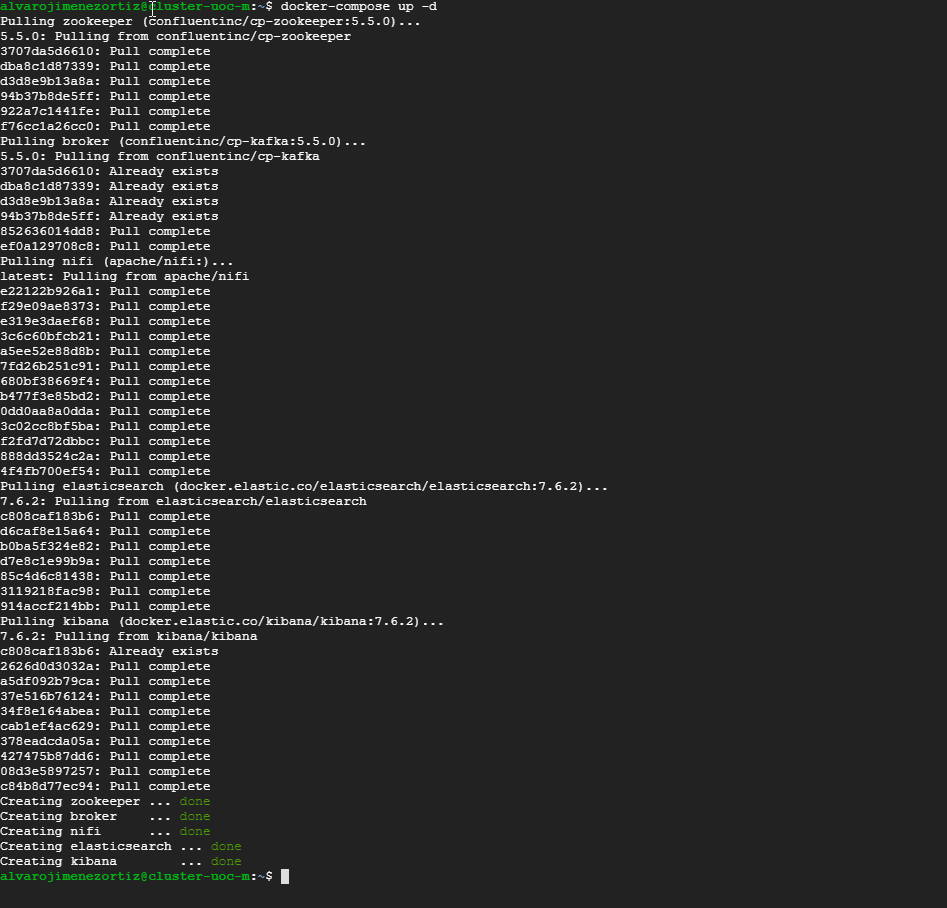 alvarojimenezortiz@cluster-uoc-m:~$ docker-compose up -d
Pulling zookeeper (confluentinc/cp-zookeeper:5.5.0)...
5.5.0: Pulling from confluentinc/cp-zookeeper
3707da5d6610: Pull complete
dba8c1d87339: Pull complete
d3d8e9b13a8a: Pull complete
94b37b8de5ff: Pull complete
922a7c1441fe: Pull complete
f76cc1a26cc0: Pull complete
Pulling broker (confluentinc/cp-kafka:5.5.0)...
5.5.0: Pulling from confluentinc/cp-kafka
3707da5d6610: Already exists
dba8c1d87339: Already exists
d3d8e9b13a8a: Already exists
94b37b8de5ff: Already exists
852636014dd8: Pull complete
ef0a129708c8: Pull complete
Pulling nifi (apache/nifi:)...
latest: Pulling from apache/nifi
e22122b926a1: Pull complete
f29e09ae8373: Pull complete
e319e3daef68: Pull complete
3c6c60bfcb21: Pull complete
a5ee52e88d8b: Pull complete
7fd26b251c91: Pull complete
680bf38669f4: Pull complete
b477f3e85bd2: Pull complete
0dd0aa8a0dda: Pull complete
3c02cc8bf5ba: Pull complete
f2fd7d72dbbc: Pull complete
888dd3524c2a: Pull complete
4f4fb700ef54: Pull complete
Pulling elasticsearch (docker.elastic.co/elasticsearch/elasticsearch:7.6.2)...
7.6.2: Pulling from elasticsearch/elasticsearch
c808caf183b6: Pull complete
d6caf8e15a64: Pull complete
b0ba5f324e82: Pull complete
d7e8c1e99b9a: Pull complete
85c4d6c81438: Pull complete
3119218fac98: Pull complete
914accf214bb: Pull complete
Pulling kibana (docker.elastic.co/kibana/kibana:7.6.2)...
7.6.2: Pulling from kibana/kibana
c808caf183b6: Already exists
2626d0d3032a: Pull complete
a5df092b79ca: Pull complete
37e516b76124: Pull complete
34f8e164abea: Pull complete
cab1ef4ac629: Pull complete
378eadcda05a: Pull complete
427475b87dd6: Pull complete
08d3e5897257: Pull complete
c84b8d77ec94: Pull complete
Creating zookeeper ... done
Creating broker    ... done
Creating nifi      ... done
Creating elasticsearch ... done
Creating kibana        ... done
alvarojimenezortiz@cluster-uoc-m:~$